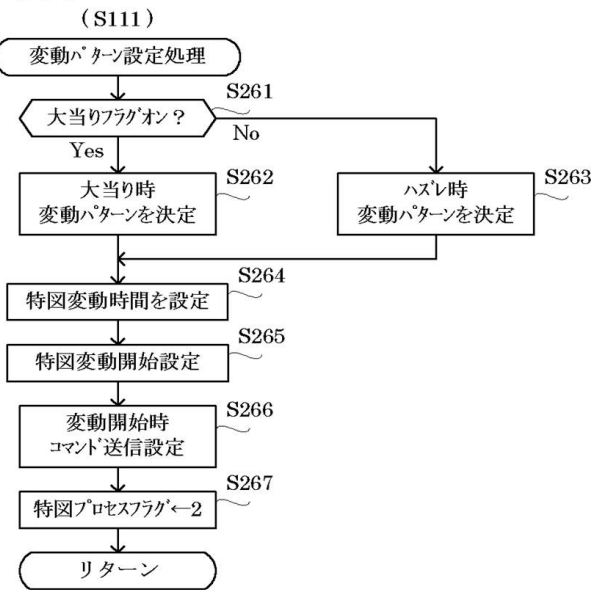 (S111)
変動パターン設定処理
S261
大当りフラグオン?
No
Yes
S262
大当り時
変動パターンを決定
S263
ハズレ時
変動パターンを決定
S264
特図変動時間を設定
S265
特図変動開始設定
S266
変動開始時
コマンド送信設定
S267
特図プロセスフラグ←2
リターン